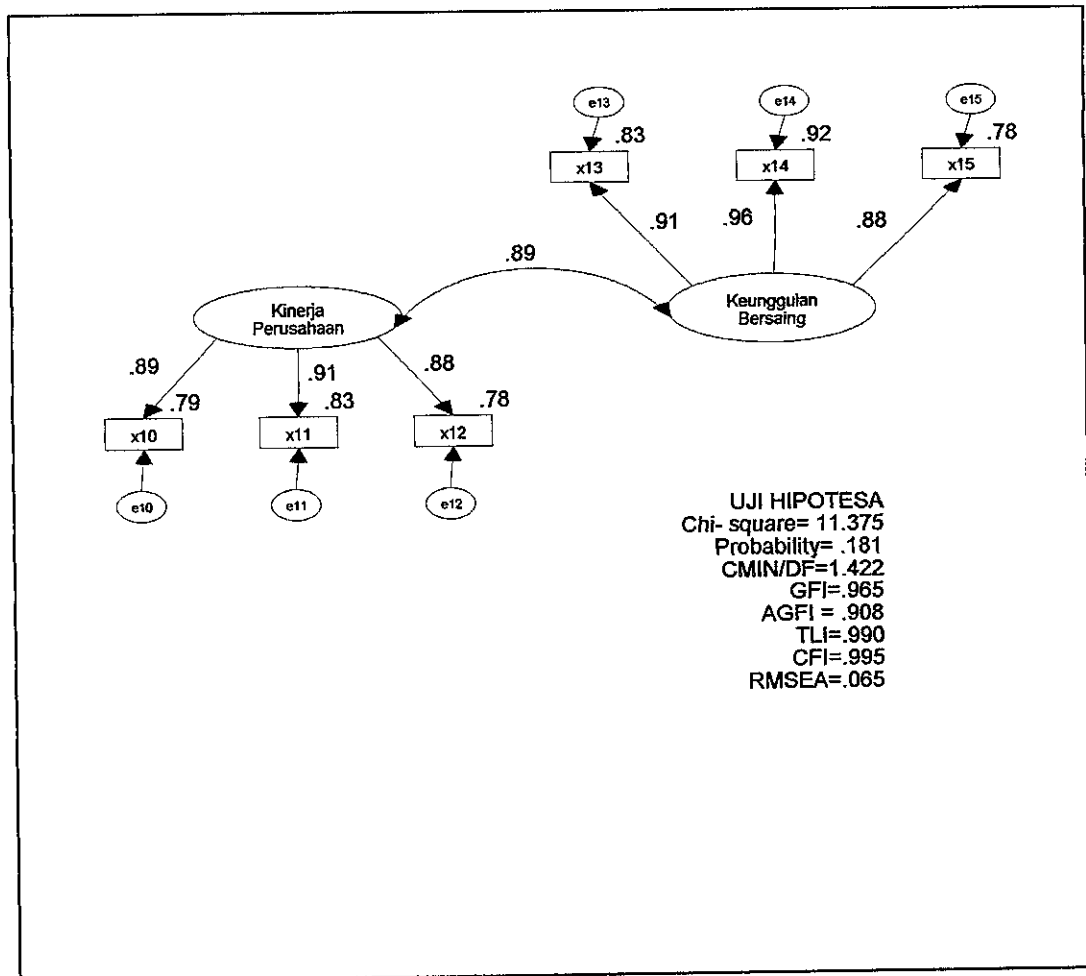 e13
e14
e15
.83
.92
.78
x13
x14
x15
.91
.96
.88
.89
Kinerja
Perusahaan
Keunggulan
Bersaing
.89
.91
.88
.79
.83
.78
x10
x11
x12
e10
e11
e12
UJI HIPOTESA
Chi- square= 11.375
Probability= .181
CMIN/DF=1.422
GFI=.965
AGFI = .908
TLI=.990
CFI=.995
RMSEA=.065